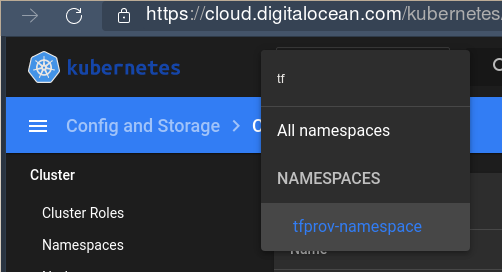 https://cloud.digitalocean.com/kubernetes
kubernetes
tf
Config and Storage
All namespaces
Cluster
NAMESPACES
Cluster Roles
tfprov-namespace
Namespaces
Name